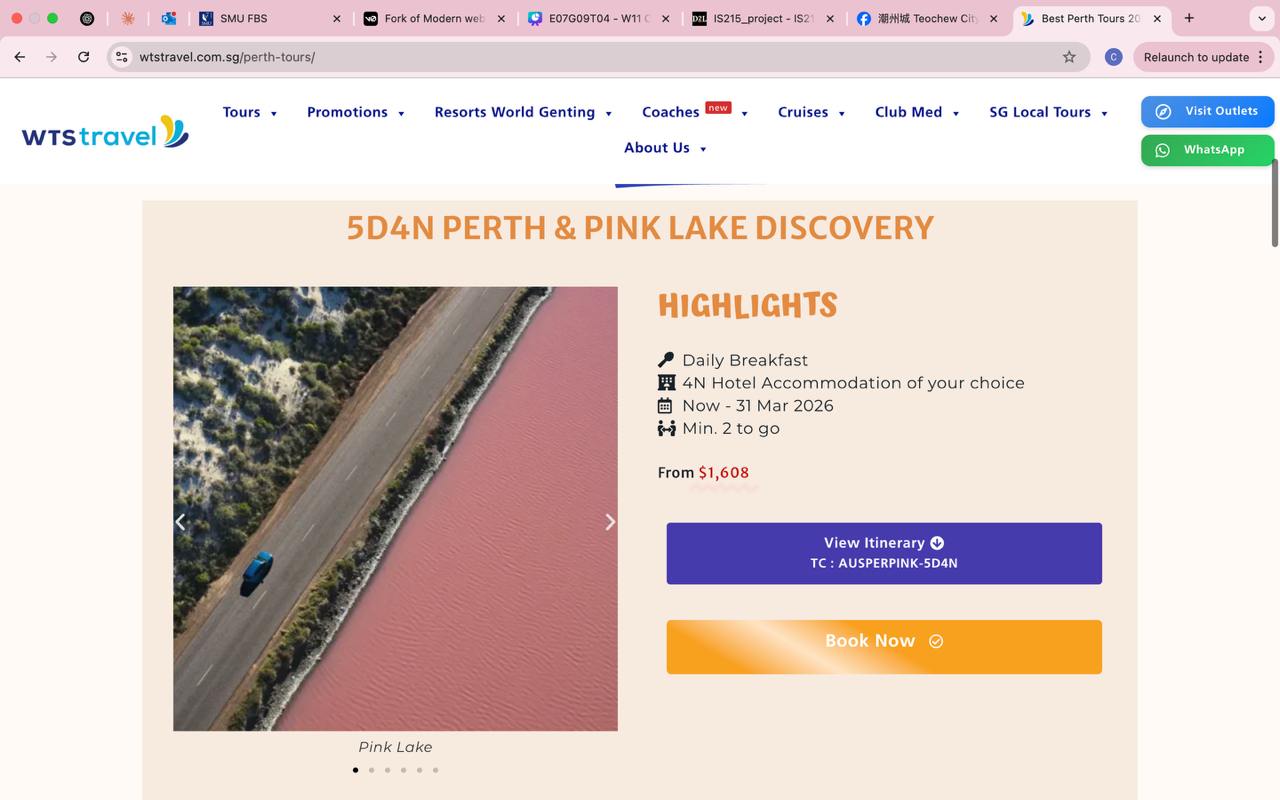 SMU FBS
Fork of Modern web
E07G09T04 - W11 C
IS215_project - IS21
潮州城 Teochew City
Best Perth Tours 20
wtstravel.com.sg/perth-tours/
C
Relaunch to update
wts travel
Tours
Promotions
Resorts World Genting
Coaches new
Cruises
Club Med
SG Local Tours
About Us
Visit Outlets
WhatsApp
5D4N PERTH & PINK LAKE DISCOVERY
HIGHLIGHTS
Daily Breakfast
4N Hotel Accommodation of your choice
Now - 31 Mar 2026
Min. 2 to go
From $1,608
View Itinerary
TC : AUSPERPINK-5D4N
Book Now
Pink Lake